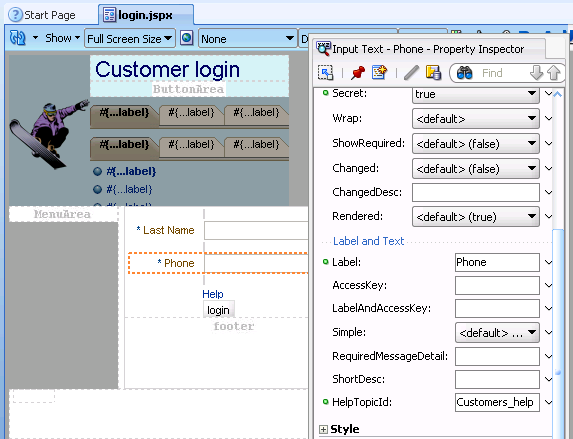 Start Page
login.jspx
Show
Full Screen Size
None
Customer login
ButtonArea
#{...label} #{...label} #{...label}
#{...label} #{...label} #{...label}
#{...label}
#{...label}
MenuArea
* Last Name
* Phone
Help
login
footer
Input Text - Phone - Property Inspector
Find
Secret: true
Wrap: <default>
ShowRequired: <default> (false)
Changed: <default> (false)
ChangedDesc:
Rendered: <default> (true)
Label and Text
Label: Phone
AccessKey:
LabelAndAccessKey:
Simple: <default> ...
RequiredMessageDetail:
ShortDesc:
HelpTopicId: Customers_help
Style